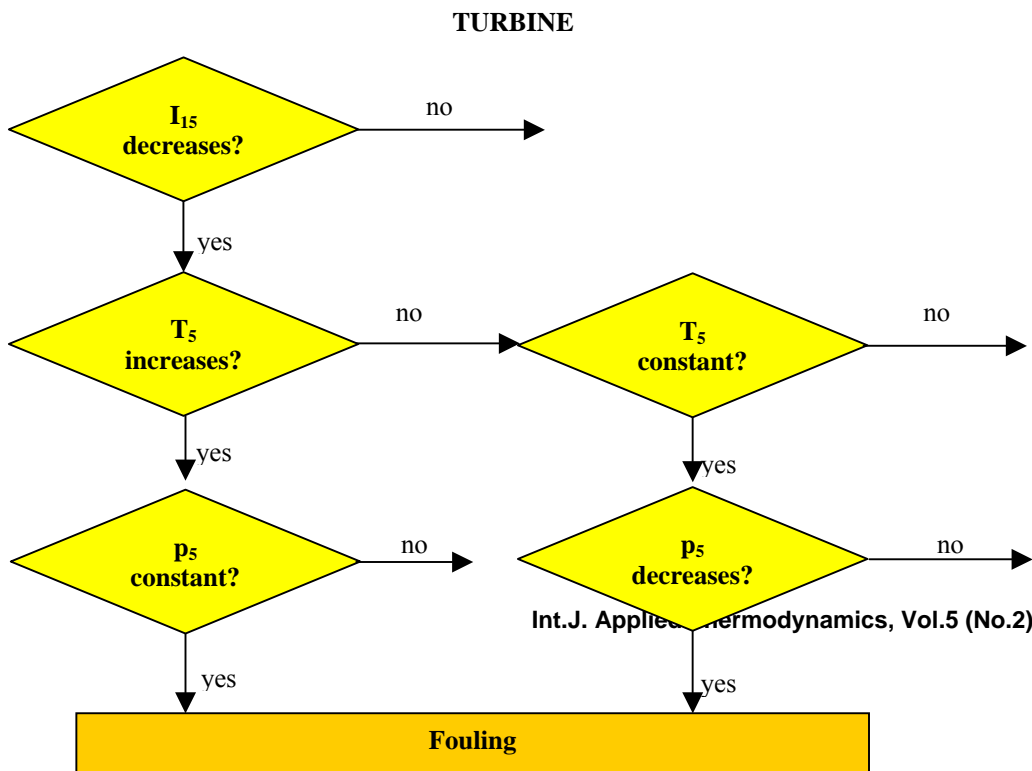 TURBINE
I₁₅
decreases?
no
yes
T₅
increases?
no
T₅
constant?
no
yes
yes
p₅
constant?
no
p₅
decreases?
no
Int.J. Applied Thermodynamics, Vol.5 (No.2)
yes
yes
Fouling